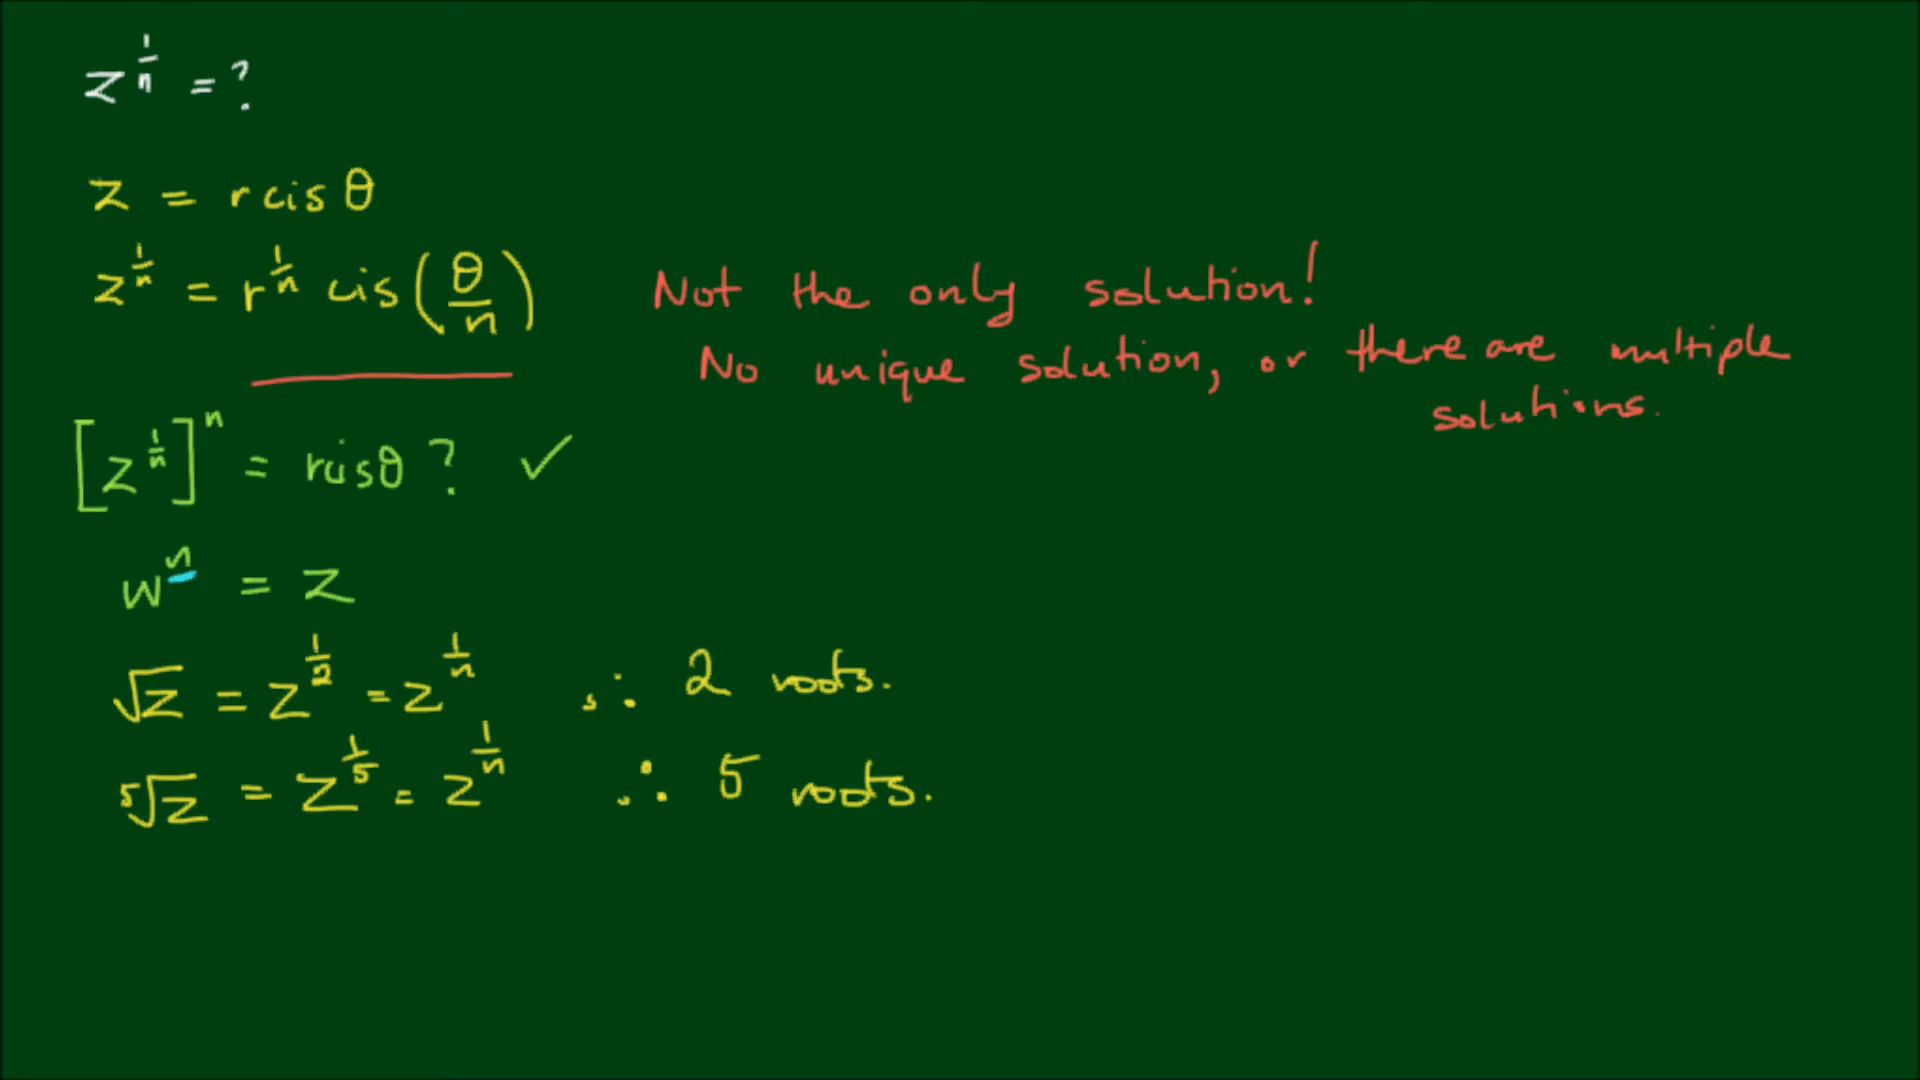 z^{1/n} = ?
z = r cis θ
z^{1/n} = r^{1/n} cis(θ/n)
Not the only solution!
No unique solution, or there are multiple
solutions.
[z^{1/n}]^n = rcisθ ? ✓
w^n = z
√z = z^{1/2} = z^{1/n} ∴ 2 roots.
⁵√z = z^{1/5} = z^{1/n} ∴ 5 roots.